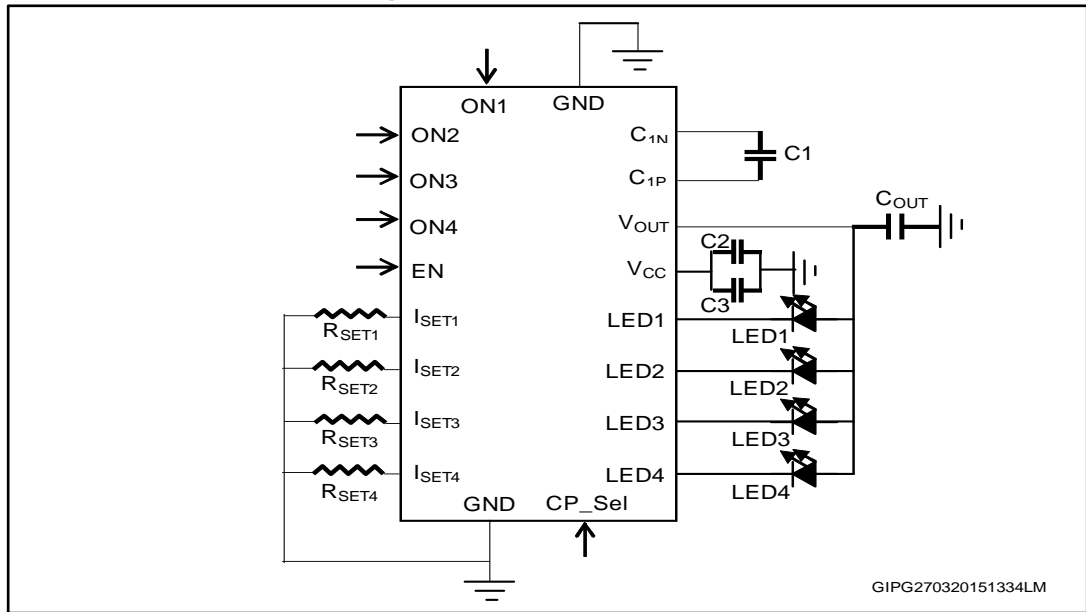 ON1
GND
ON2
C1N
C1
ON3
C1P
COUT
ON4
VOUT
C2
EN
VCC
C3
RSET1
ISET1
LED1
LED1
RSET2
ISET2
LED2
LED2
RSET3
ISET3
LED3
LED3
RSET4
ISET4
LED4
LED4
GND
CP_Sel
GIPG270320151334LM